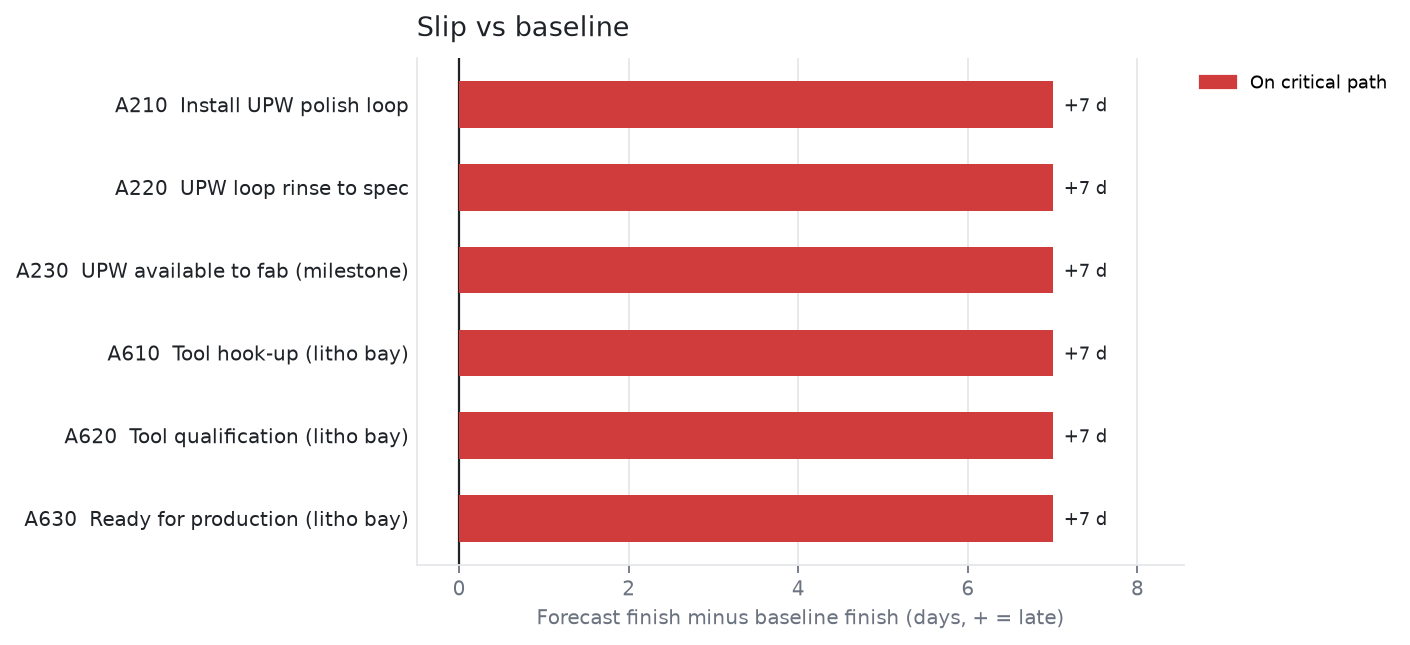 Slip vs baseline
On critical path
A210 Install UPW polish loop
+7 d
A220 UPW loop rinse to spec
+7 d
A230 UPW available to fab (milestone)
+7 d
A610 Tool hook-up (litho bay)
+7 d
A620 Tool qualification (litho bay)
+7 d
A630 Ready for production (litho bay)
+7 d
0 2 4 6 8
Forecast finish minus baseline finish (days, + = late)